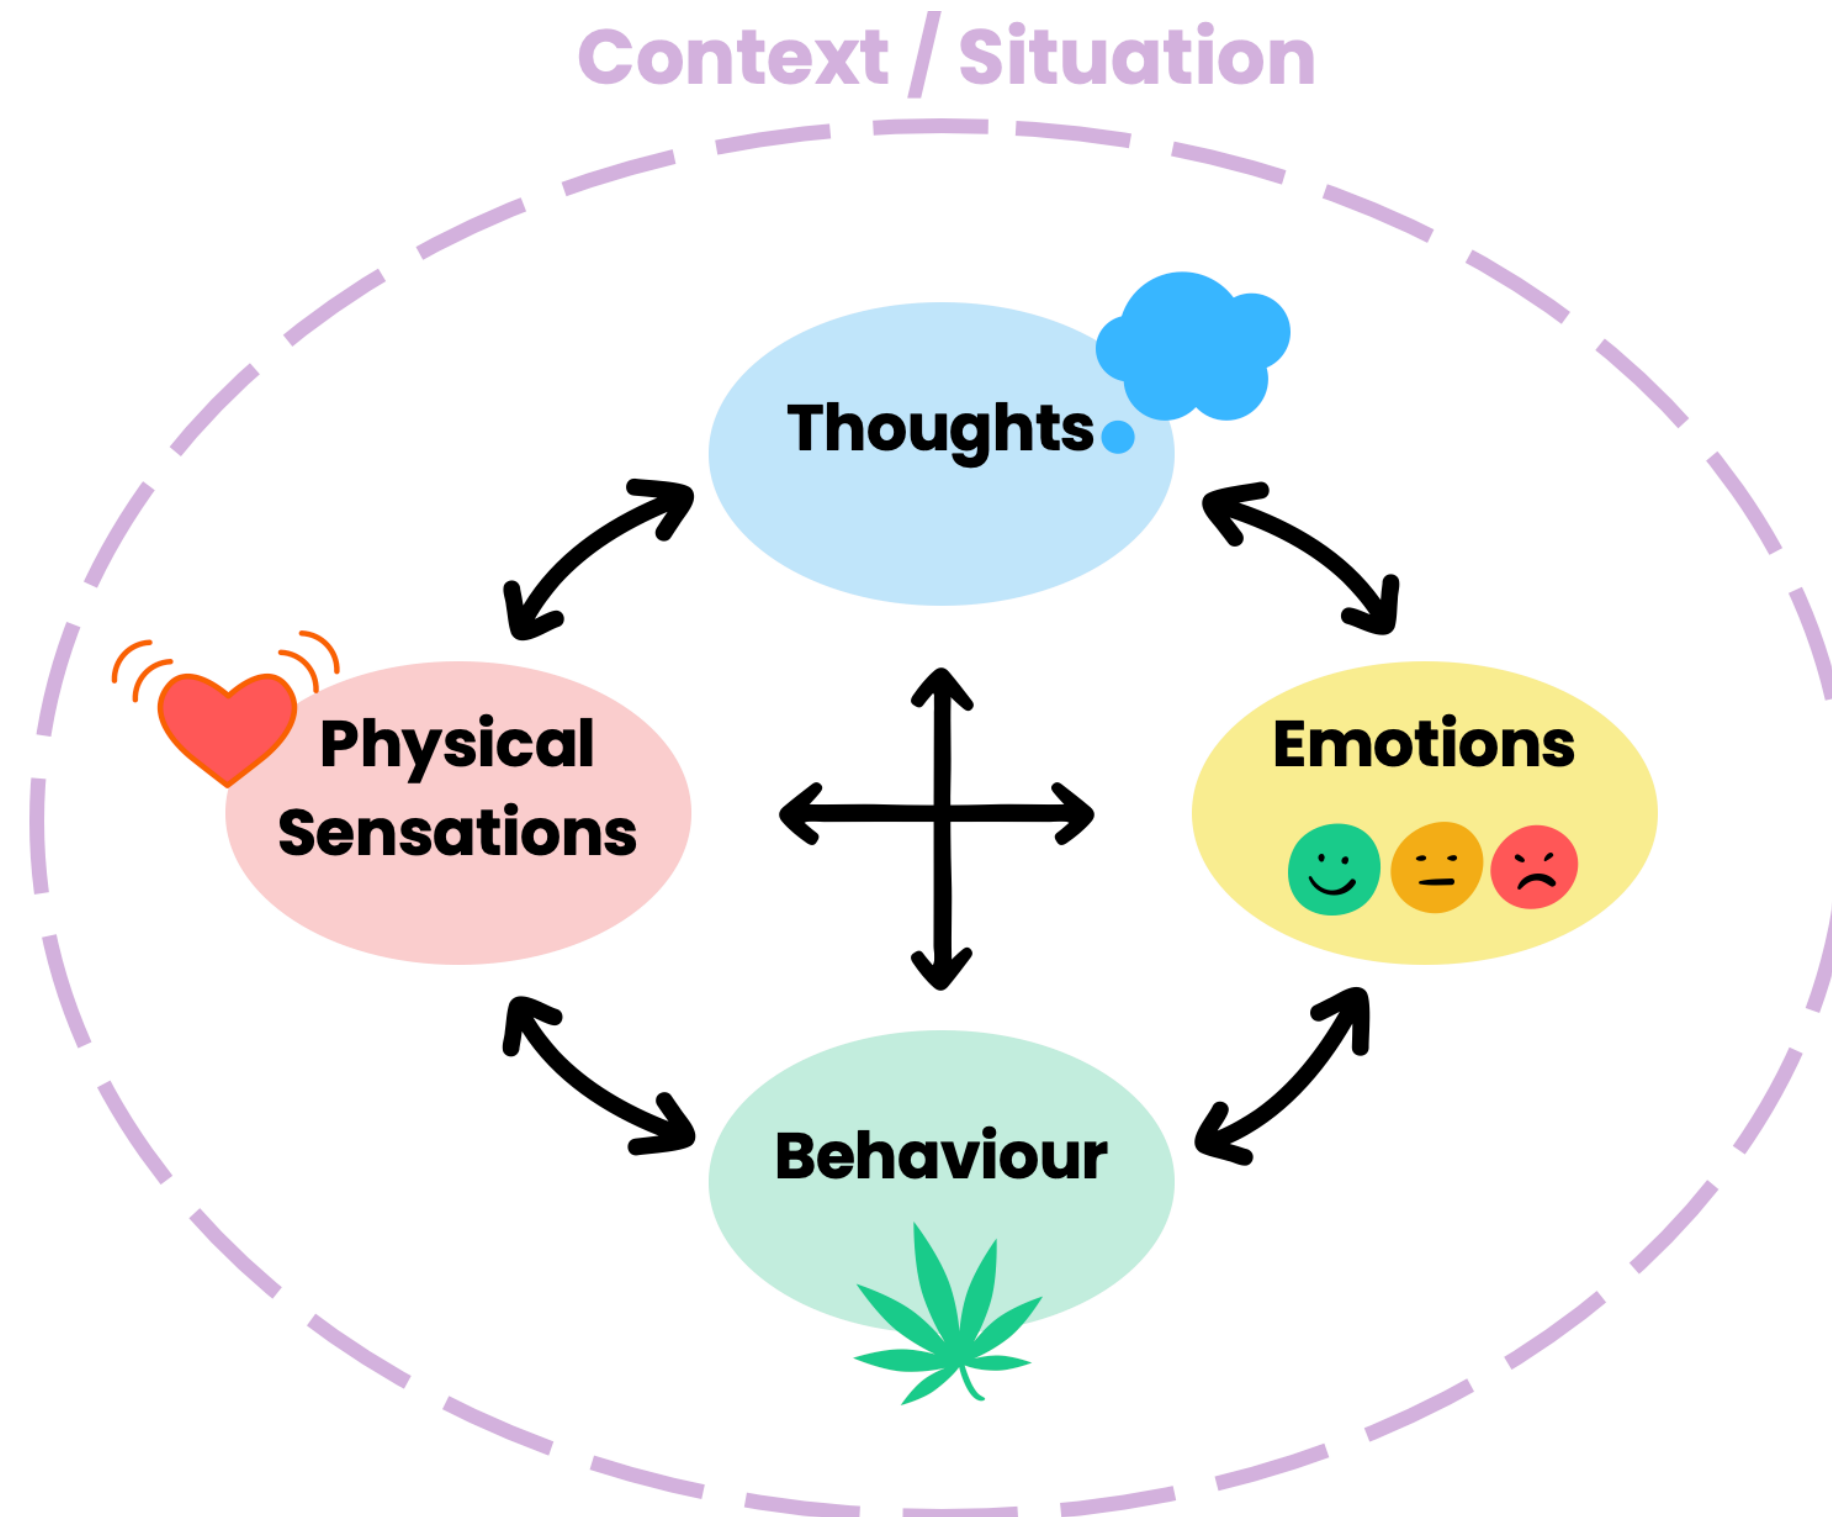 Context / Situation
Thoughts
Physical
Sensations
Emotions
Behaviour